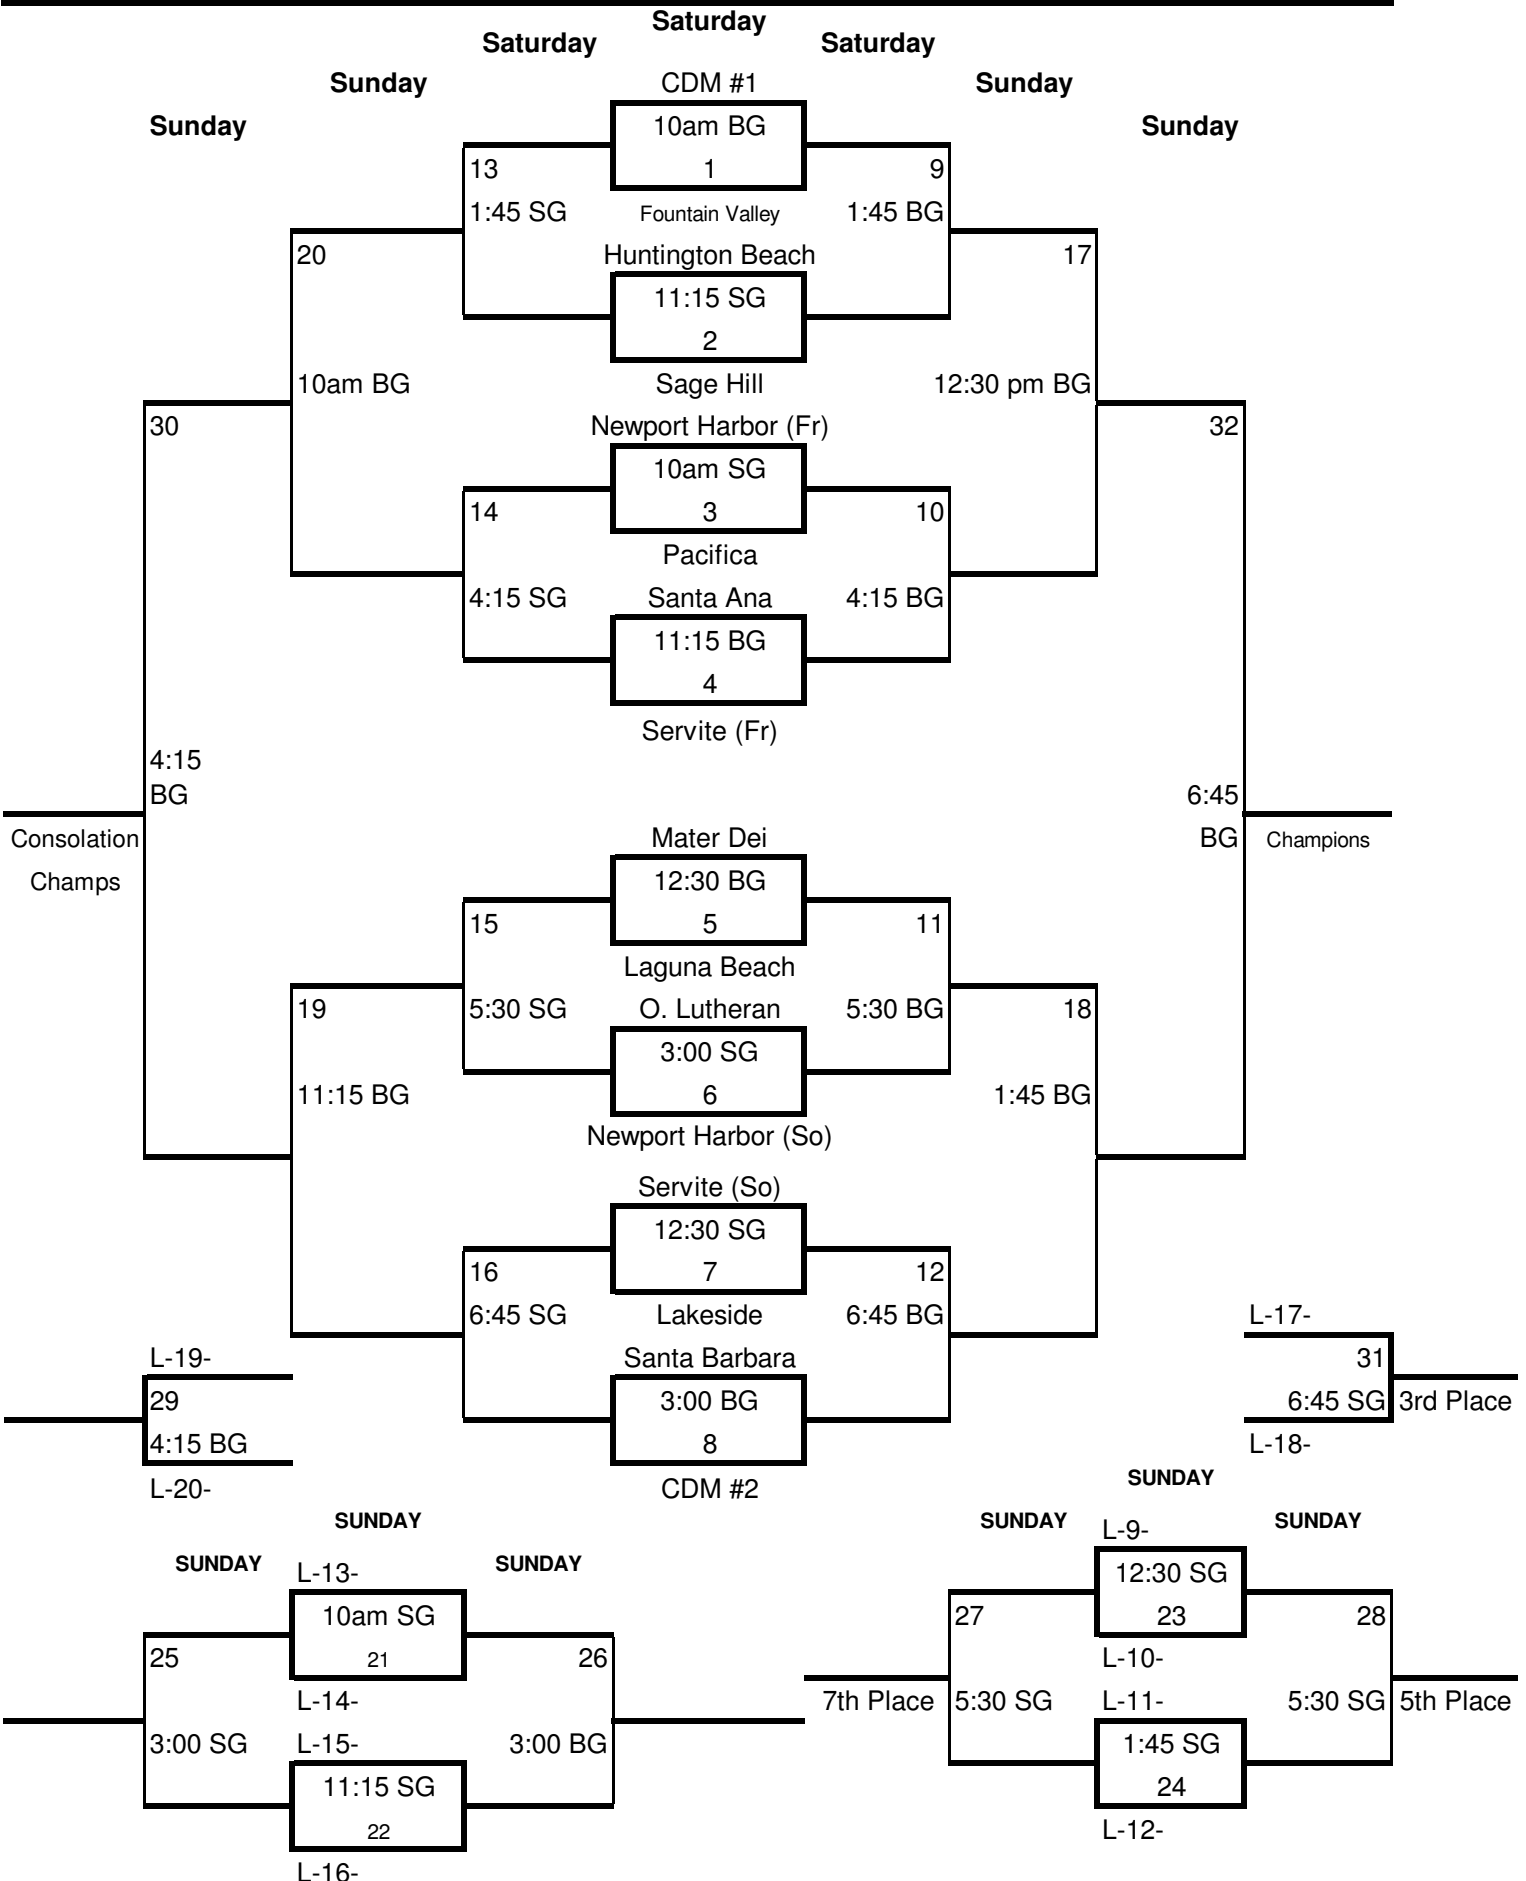 Saturday
Saturday Saturday
Sunday CDM #1 Sunday
Sunday 10am BG Sunday
13 1 9
1:45 SG Fountain Valley 1:45 BG
20 Huntington Beach 17
11:15 SG
2
10am BG Sage Hill 12:30 pm BG
30 Newport Harbor (Fr) 32
10am SG
14 3 10
Pacifica
4:15 SG Santa Ana 4:15 BG
11:15 BG
4
Servite (Fr)
4:15
BG 6:45
Consolation Mater Dei BG Champions
Champs 12:30 BG
15 5 11
Laguna Beach
19 5:30 SG O. Lutheran 5:30 BG 18
3:00 SG
11:15 BG 6 1:45 BG
Newport Harbor (So)
Servite (So)
12:30 SG
16 7 12
6:45 SG Lakeside 6:45 BG L-17-
L-19- Santa Barbara 31
29 3:00 BG 6:45 SG 3rd Place
4:15 BG 8 L-18-
L-20- CDM #2 SUNDAY
SUNDAY SUNDAY L-9- SUNDAY
SUNDAY L-13- SUNDAY 12:30 SG
10am SG 27 23 28
25 21 26 L-10-
L-14- 7th Place 5:30 SG L-11- 5:30 SG 5th Place
3:00 SG L-15- 3:00 BG 1:45 SG
11:15 SG 24
22 L-12-
L-16-